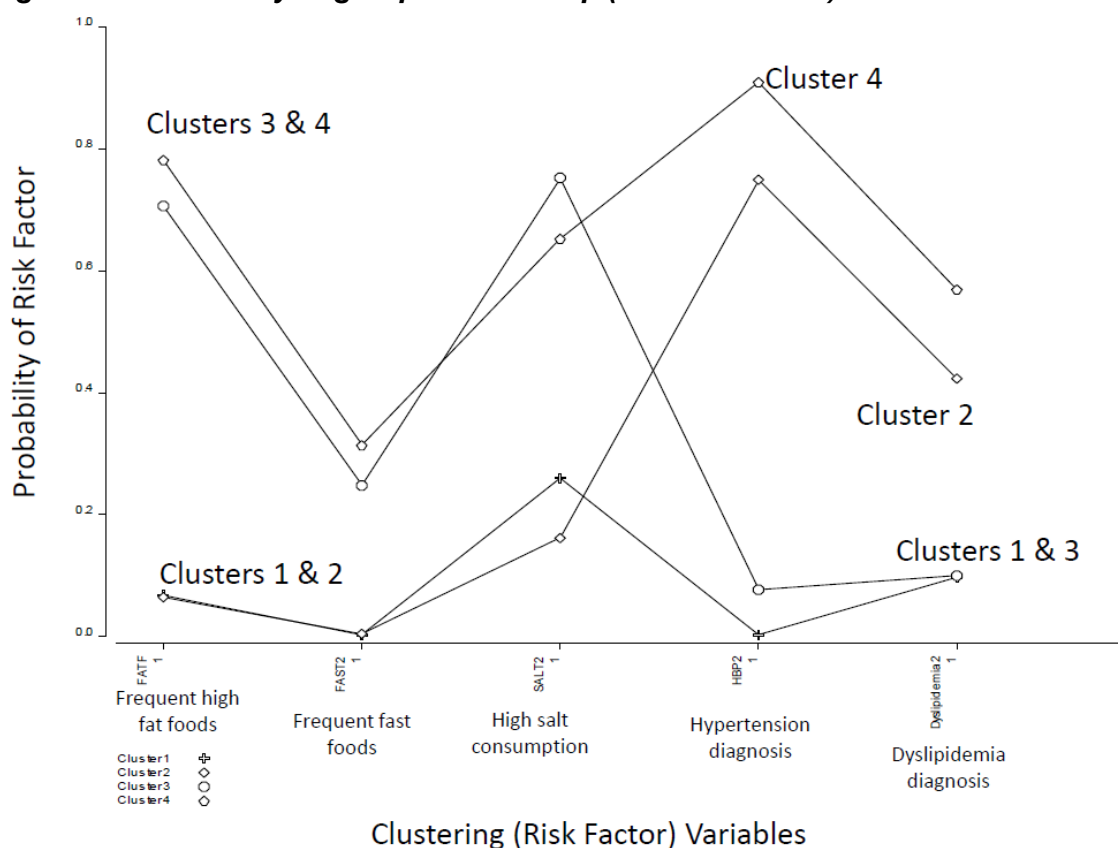 1.0
Cluster 4
Clusters 3 & 4
0.8
0.6
0.4
Cluster 2
0.2
Clusters 1 & 3
Clusters 1 & 2
0.0
Probability of Risk Factor
FATF 1
FAST2 1
SALT2 1
HBP2 1
Dyslipidemia2 1
Frequent high
fat foods
Frequent fast
foods
High salt
consumption
Hypertension
diagnosis
Dyslipidemia
diagnosis
Cluster1
Cluster2
Cluster3
Cluster4
Clustering (Risk Factor) Variables